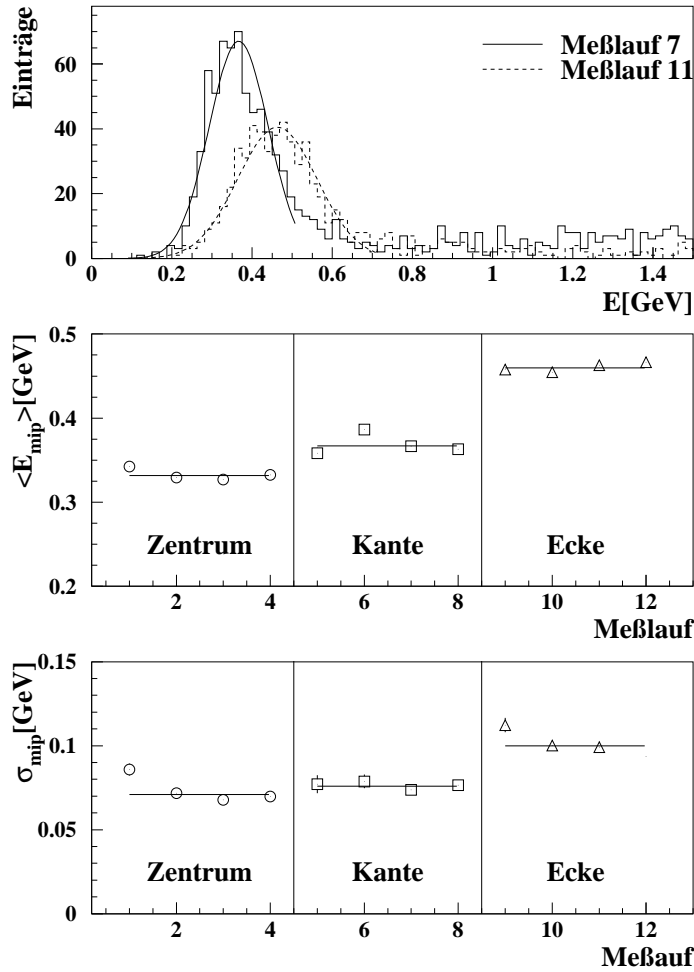 Einträge
60
40
20
0
Meßlauf 7
Meßlauf 11
0 0.2 0.4 0.6 0.8 1 1.2 1.4
E[GeV]
<E_mip>[GeV]
0.5
0.4
0.3
0.2
Zentrum Kante Ecke
2 4 6 8 10 12
Meßlauf
σ_mip[GeV]
0.15
0.1
0.05
0
Zentrum Kante Ecke
2 4 6 8 10 12
Meßauf